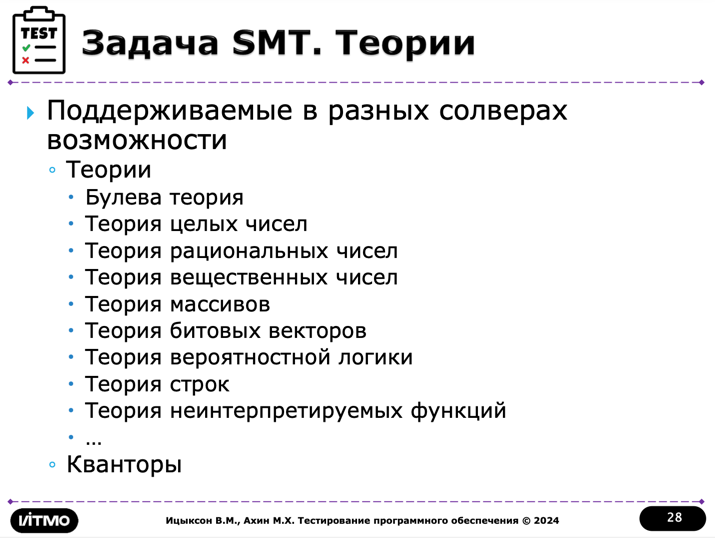 TEST
Задача SMT. Теории
Поддерживаемые в разных солверах
возможности
Теории
Булева теория
Теория целых чисел
Теория рациональных чисел
Теория вещественных чисел
Теория массивов
Теория битовых векторов
Теория вероятностной логики
Теория строк
Теория неинтерпретируемых функций
…
Кванторы
ИТМО
Ицыксон В.М., Ахин М.Х. Тестирование программного обеспечения © 2024
28